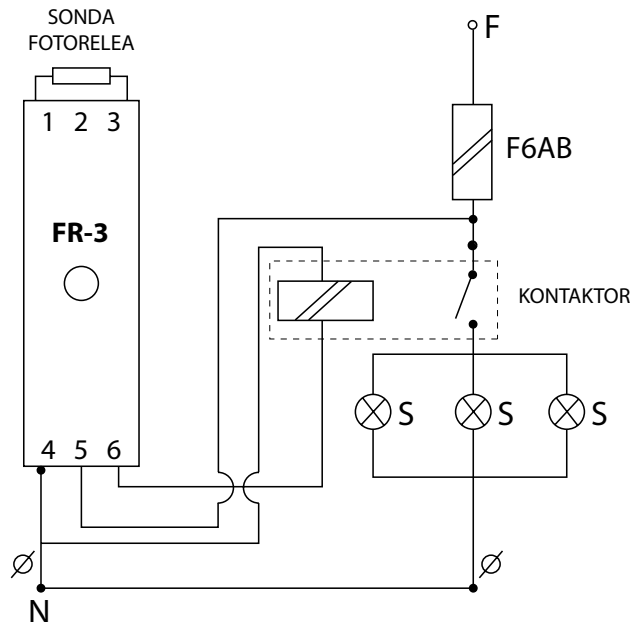 SONDA
FOTORELEA
F
1 2 3
F6AB
FR-3
KONTAKTOR
S S S
4 5 6
N